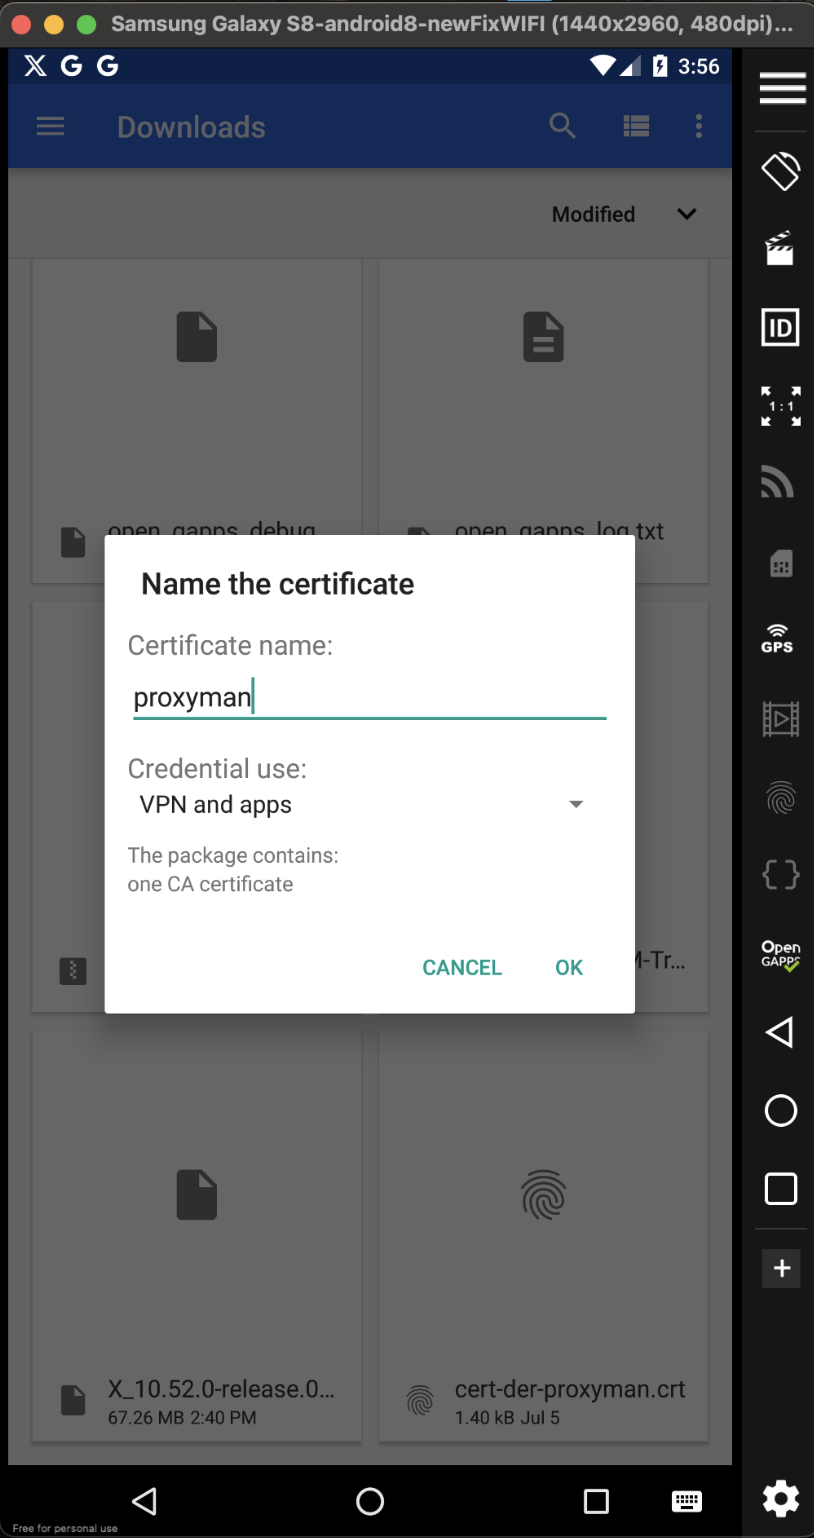 Samsung Galaxy S8-android8-newFixWIFI (1440x2960, 480dpi)...
X G G 3:56
Downloads
Modified
ID
1:1
open_gapps_debug
open_gapps_log.txt
Name the certificate
Certificate name:
GPS
proxyman
Credential use:
VPN and apps
The package contains:
one CA certificate
Open
GAPPS
CANCEL OK
M-Tr...
X_10.52.0-release.0...
67.26 MB 2:40 PM
cert-der-proxyman.crt
1.40 kB Jul 5
Free for personal use